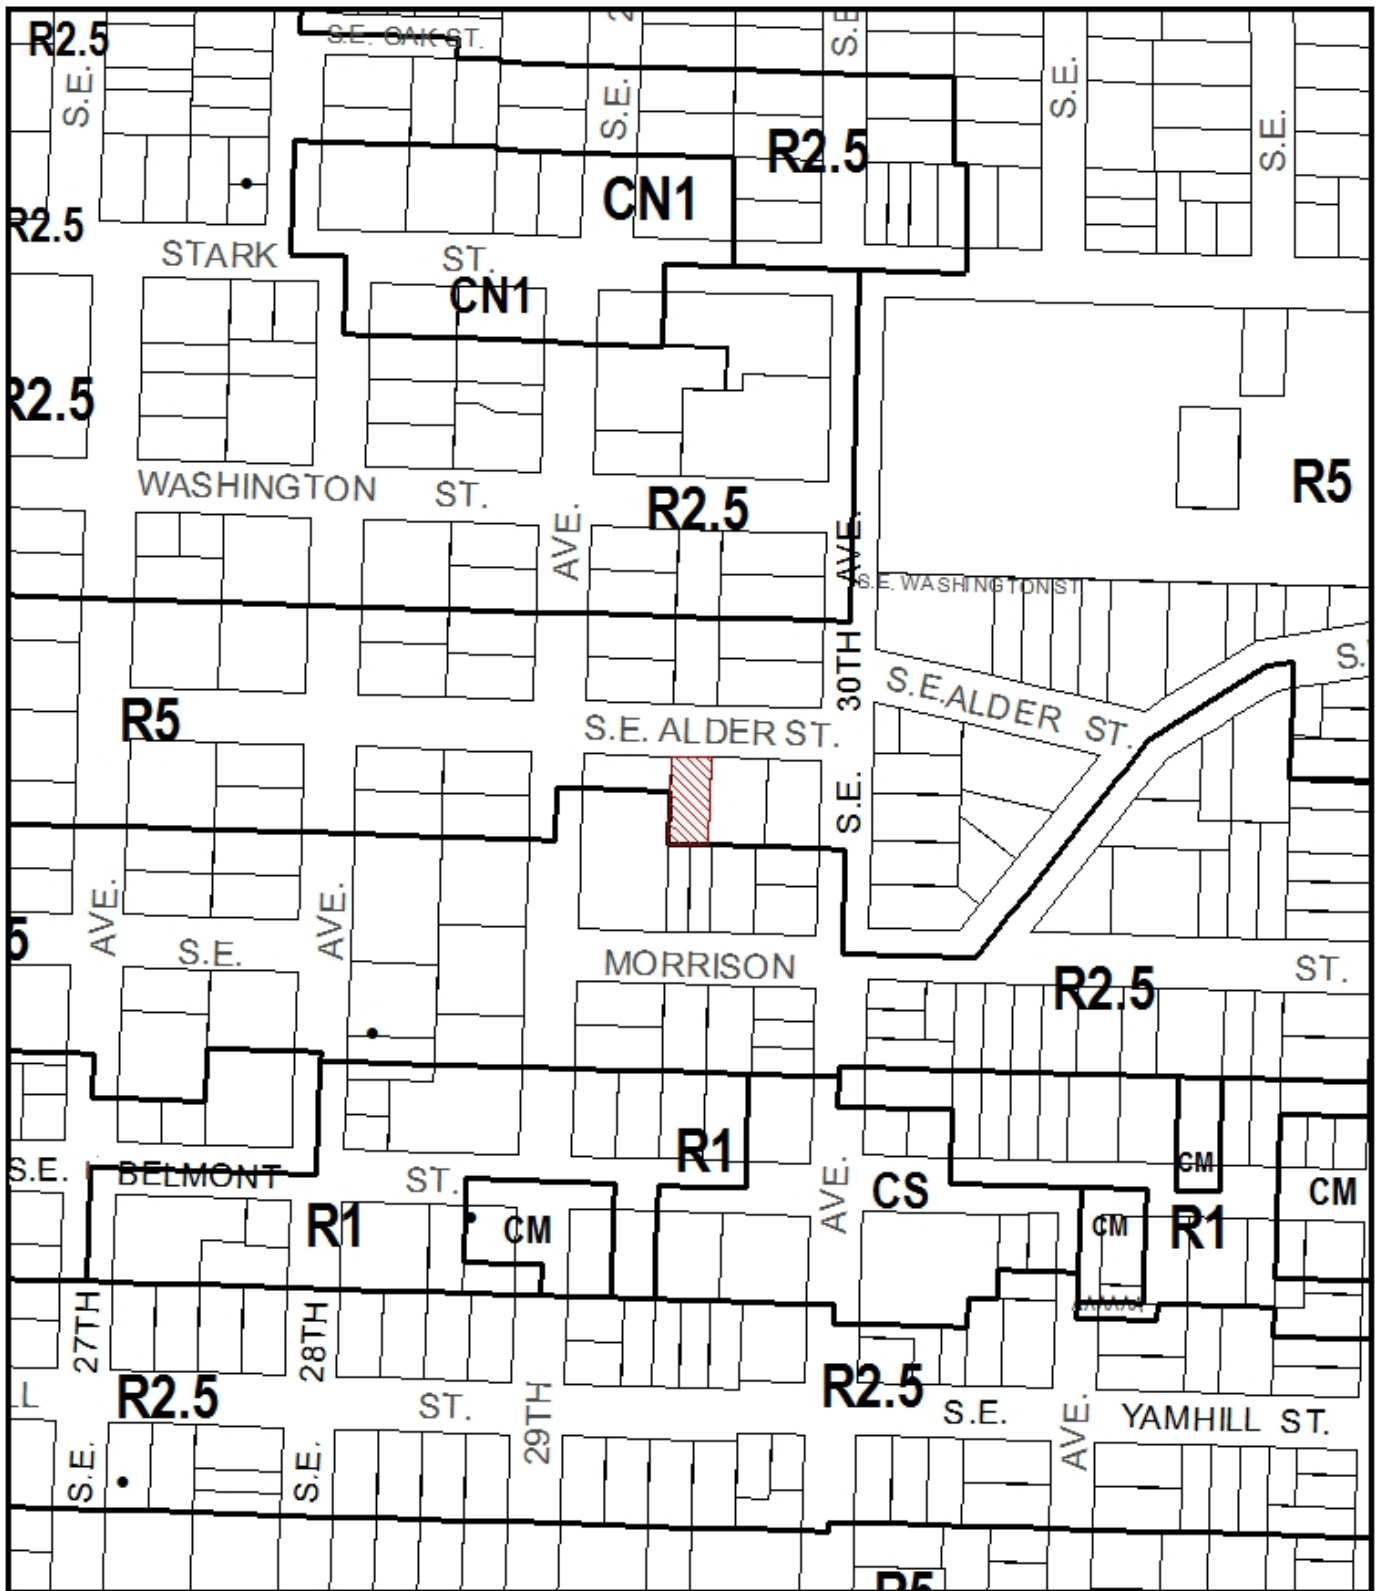 S.E. OAK ST.
R2.5
S.E.
S.E.
S.E.
S.E.
R2.5
CN1
R2.5
STARK ST.
CN1
R2.5
WASHINGTON ST.
R2.5
R5
AVE.
AVE.
S.E. WASHINGTON ST
30TH
S.E. ALDER ST.
R5
S.E. ALDER ST.
S.E.
AVE.
AVE.
S.E.
MORRISON
ST.
R2.5
R1
S.E. BELMONT ST.
AVE.
CS
CM
CM
R1
CM
CM
R1
27TH
28TH
R2.5
R2.5
ST.
29TH
S.E. YAMHILL ST.
AVE.
S.E.
S.E.
R5